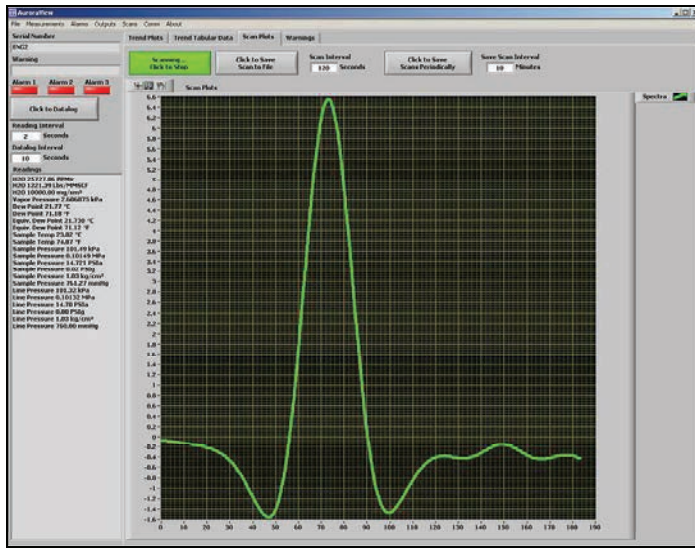 AuroraView
File Measurements Alarms Outputs Scans Comm About
Serial Number
ENG2
Warning
Alarm 1 Alarm 2 Alarm 3
Click to Datalog
Reading Interval
2 Seconds
Datalog Interval
10 Seconds
Readings
H2O 25727.86 PPMv
H2O 1221.39 Lbs/MMSCF
H2O 10000.00 mg/sm³
Vapor Pressure 2.606875 kPa
Dew Point 21.77 °C
Dew Point 71.18 °F
Equiv. Dew Point 21.730 °C
Equiv. Dew Point 71.12 °F
Sample Temp 23.82 °C
Sample Temp 74.87 °F
Sample Pressure 101.49 kPa
Sample Pressure 0.10149 MPa
Sample Pressure 14.721 PSIa
Sample Pressure 0.02 PSIg
Sample Pressure 1.03 kg/cm²
Sample Pressure 761.27 mmHg
Line Pressure 101.32 kPa
Line Pressure 0.10132 MPa
Line Pressure 14.70 PSIa
Line Pressure 0.00 PSIg
Line Pressure 1.03 kg/cm²
Line Pressure 760.00 mmHg
Trend Plots Trend Tabular Data Scan Plots Warnings
Scanning...
Click to Stop
Click to Save
Scan to File
Scan Interval
120 Seconds
Click to Save
Scans Periodically
Save Scan Interval
10 Minutes
Scan Plots
Spectra
6.6
6.4
6
5.8
5.4
5.2
4.8
4.6
4.4
4
3.8
3.4
3.2
3
2.8
2.6
2.2
2
1.8
1.6
1.4
1.2
1
0.8
0.6
0.4
0.2
0
-0.2
-0.4
-0.6
-0.8
-1
-1.2
-1.4
-1.6
0 10 20 30 40 50 60 70 80 90 100 110 120 130 140 150 160 170 180 190